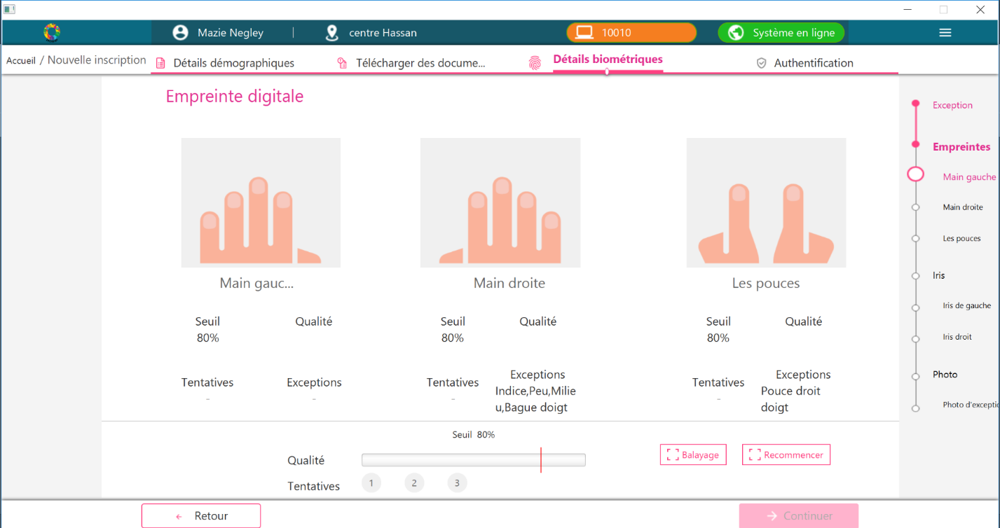 Mazie Negley
|
centre Hassan
10010
Système en ligne
Accueil / Nouvelle inscription
Détails démographiques
Télécharger des docume...
Détails biométriques
Authentification
Empreinte digitale
Main gauc...
Main droite
Les pouces
Seuil Qualité
80%
Seuil Qualité
80%
Seuil Qualité
80%
Tentatives Exceptions
- -
Tentatives
-
Exceptions
Indice,Peu,Milie
u,Bague doigt
Tentatives
-
Exceptions
Pouce droit
doigt
Seuil 80%
Qualité
Tentatives 1 2 3
Balayage
Recommencer
← Retour
→ Continuer
Exception
Empreintes
Main gauche
Main droite
Les pouces
Iris
Iris de gauche
Iris droit
Photo
Photo d'excepti